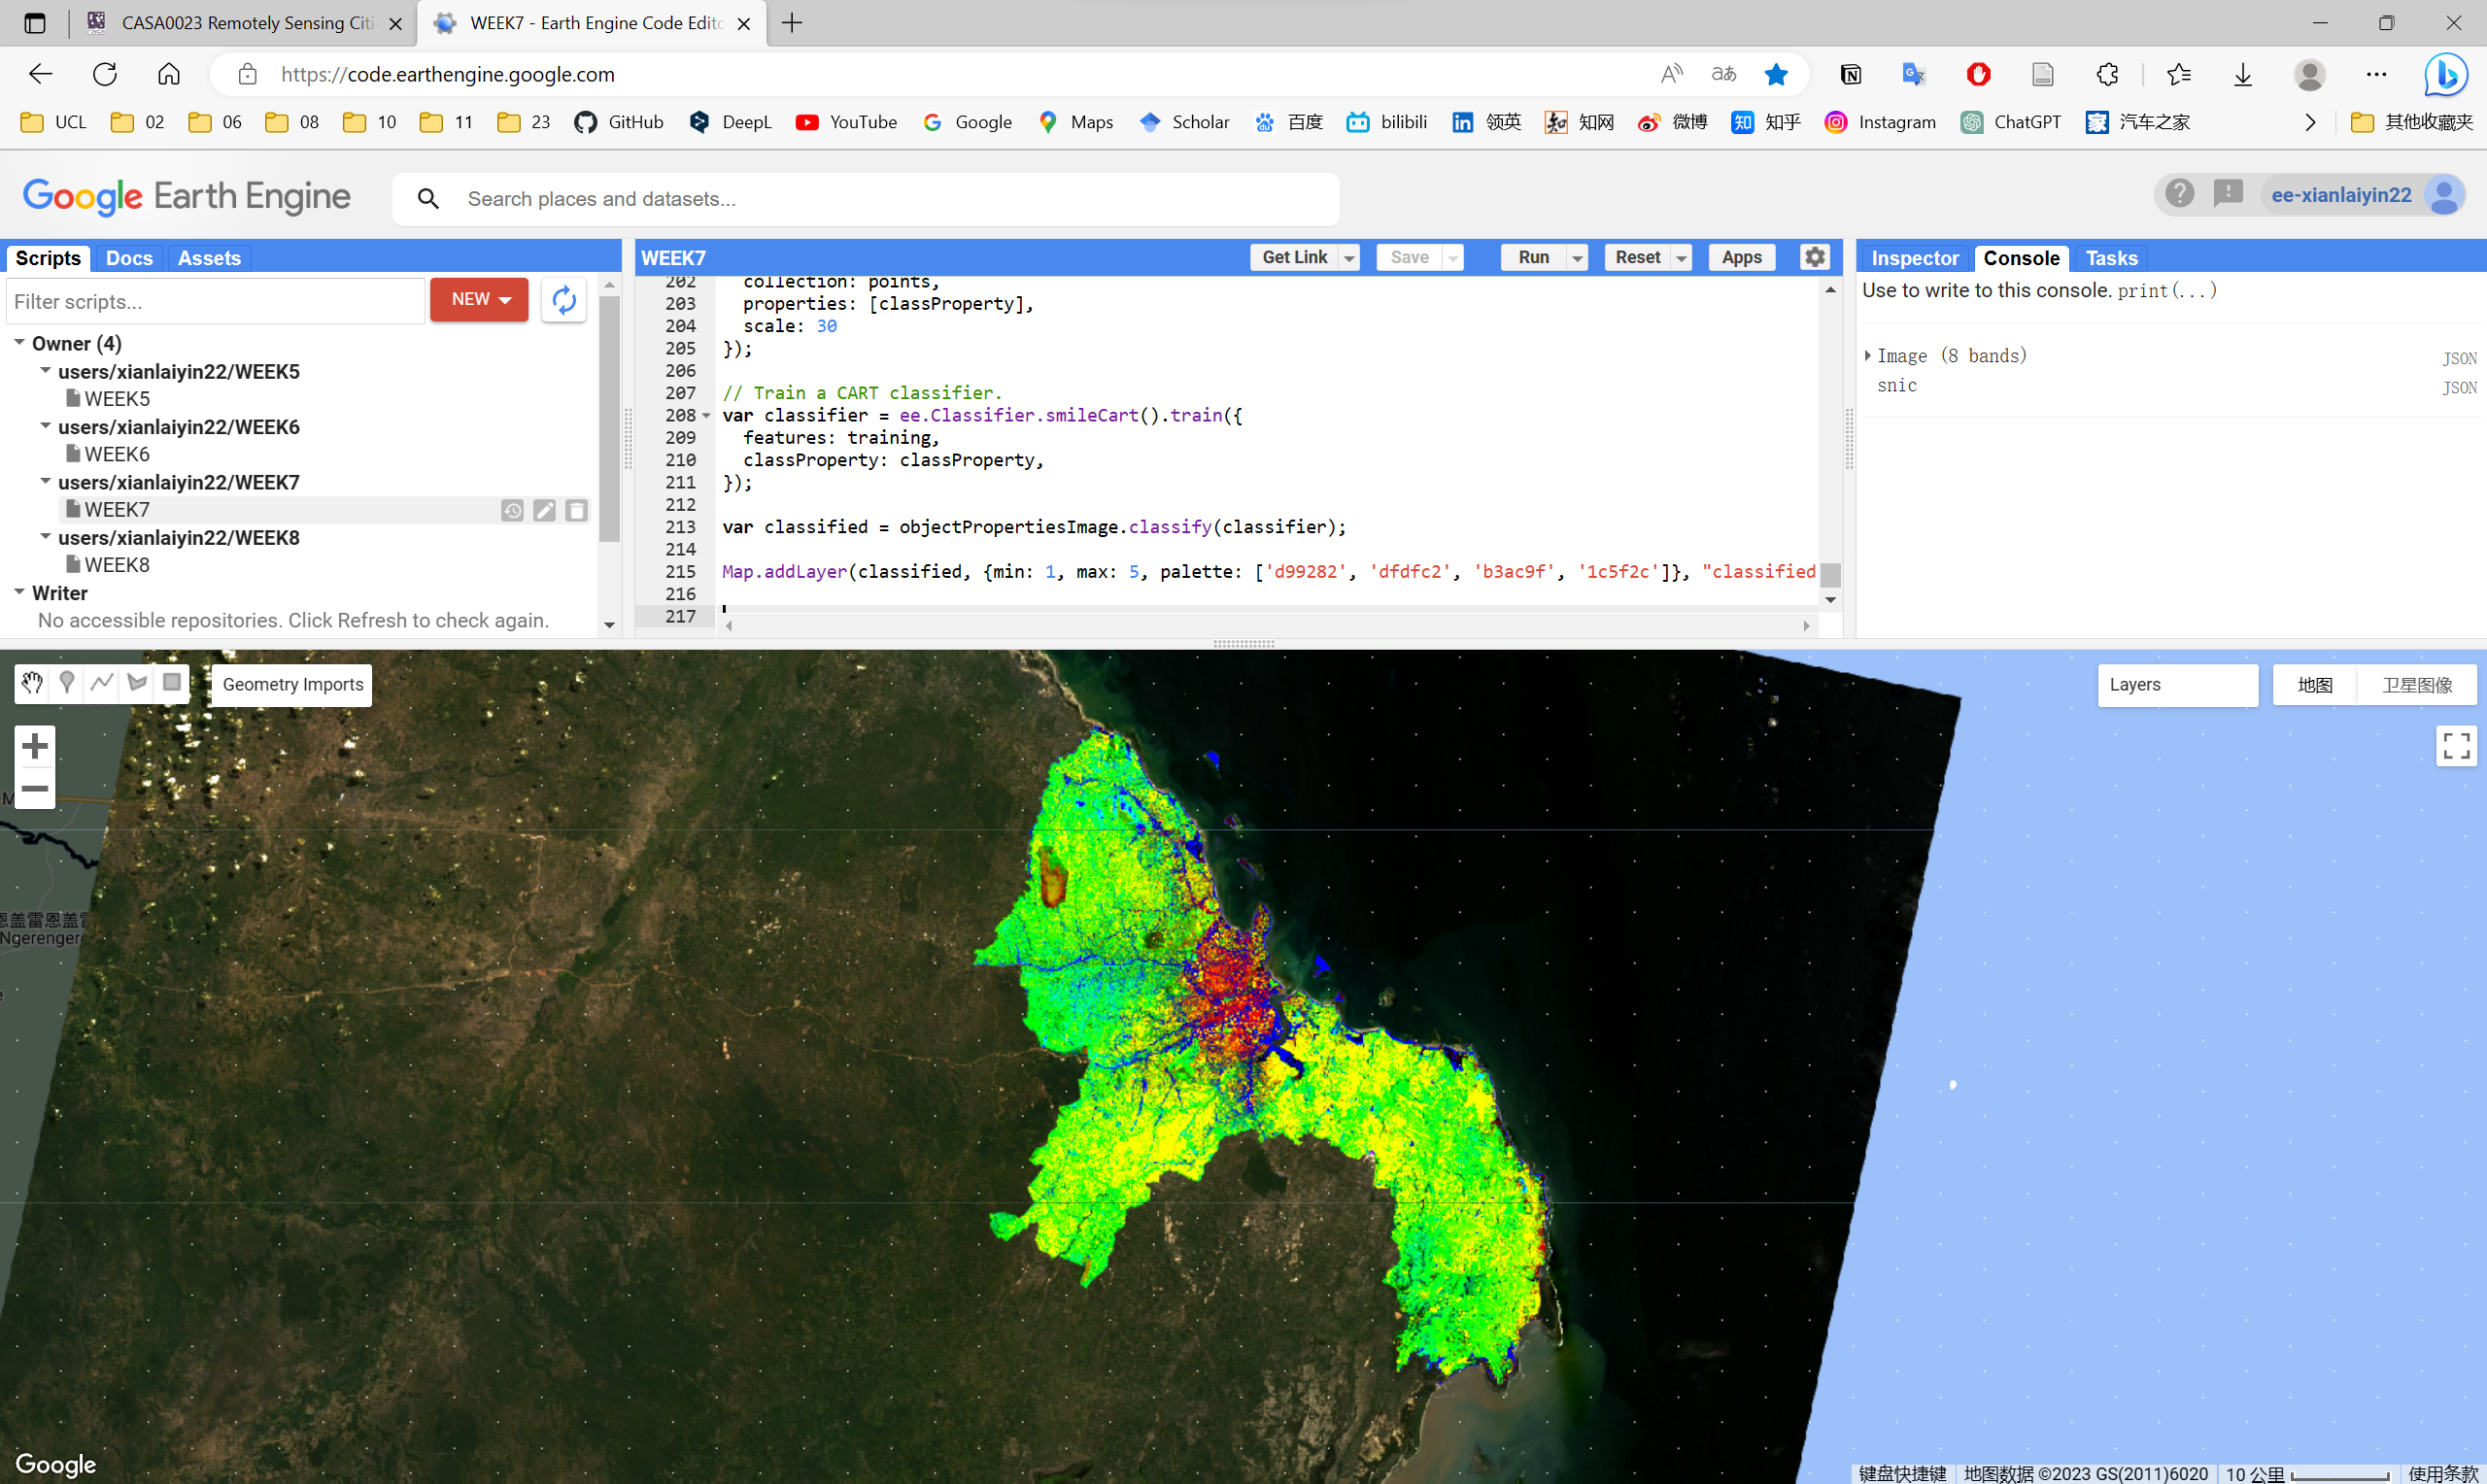 CASA0023 Remotely Sensing Citi
WEEK7 - Earth Engine Code Edito
https://code.earthengine.google.com
UCL 02 06 08 10 11 23 GitHub DeepL YouTube Google Maps Scholar 百度 bilibili 领英 知网 微博 知乎 Instagram ChatGPT 汽车之家 其他收藏夹
Google Earth Engine
Search places and datasets...
ee-xianlaiyin22
Scripts Docs Assets
Filter scripts...
NEW
Owner (4)
users/xianlaiyin22/WEEK5
WEEK5
users/xianlaiyin22/WEEK6
WEEK6
users/xianlaiyin22/WEEK7
WEEK7
users/xianlaiyin22/WEEK8
WEEK8
Writer
No accessible repositories. Click Refresh to check again.
WEEK7
Get Link Save Run Reset Apps
202 collection: points,
203 properties: [classProperty],
204 scale: 30
205 });
206
207 // Train a CART classifier.
208 var classifier = ee.Classifier.smileCart().train({
209 features: training,
210 classProperty: classProperty,
211 });
212
213 var classified = objectPropertiesImage.classify(classifier);
214
215 Map.addLayer(classified, {min: 1, max: 5, palette: ['d99282', 'dfdfc2', 'b3ac9f', '1c5f2c']}, "classified
216
217
Inspector Console Tasks
Use to write to this console. print(...)
Image (8 bands) JSON
snic JSON
Geometry Imports
Layers
地图 卫星图像
M
恩盖雷恩盖雷
Ngerenger
Google
键盘快捷键 地图数据 ©2023 GS(2011)6020 10 公里 使用条款